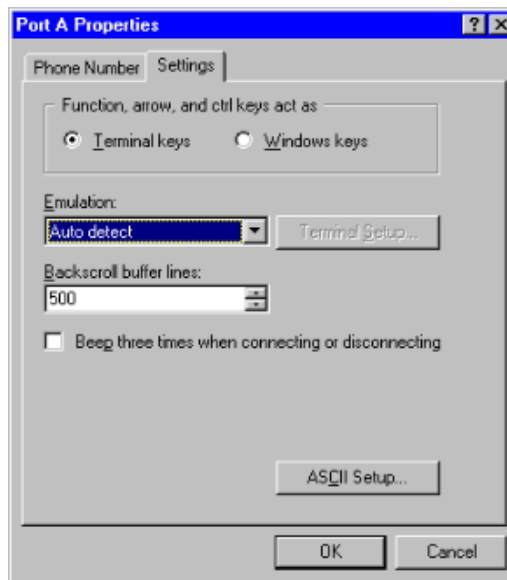 Port A Properties
Phone Number Settings
Function, arrow, and ctrl keys act as
Terminal keys Windows keys
Emulation:
Auto detect Terminal Setup...
Backscroll buffer lines:
500
Beep three times when connecting or disconnecting
ASCII Setup...
OK Cancel